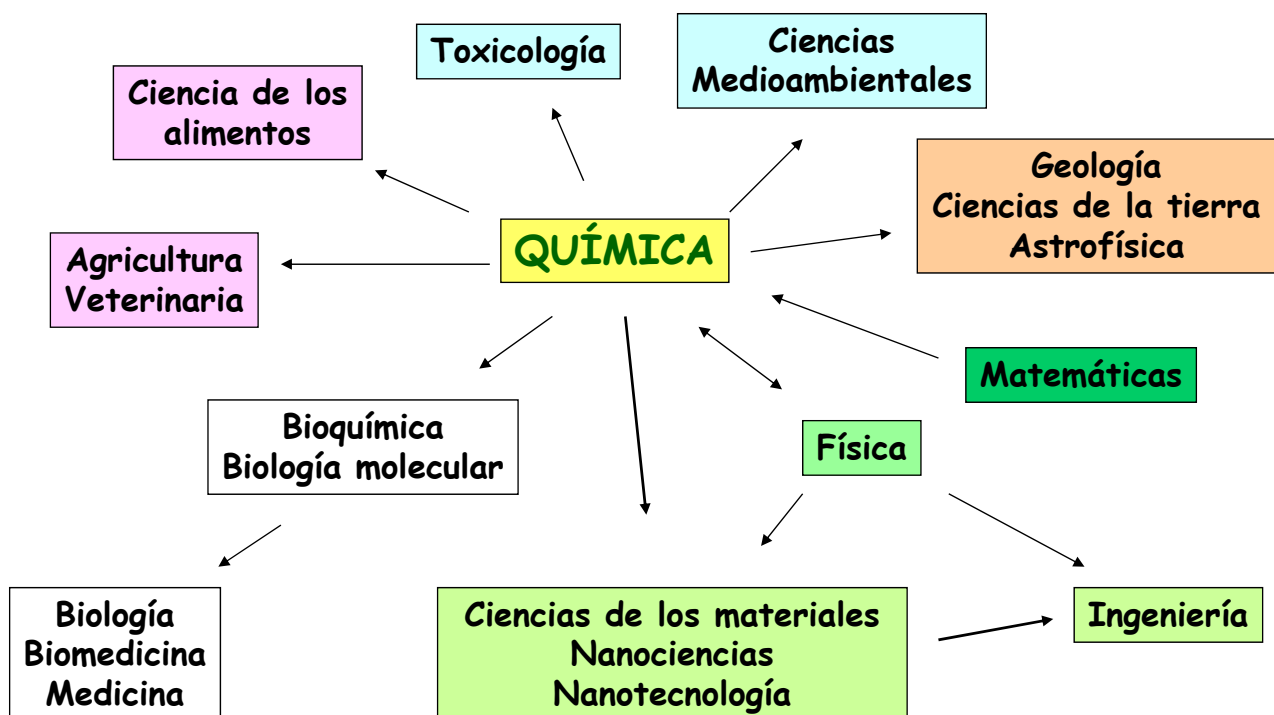 Toxicología
Ciencias
Medioambientales
Ciencia de los
alimentos
Geología
Ciencias de la tierra
Astrofísica
QUÍMICA
Agricultura
Veterinaria
Matemáticas
Bioquímica
Biología molecular
Física
Biología
Biomedicina
Medicina
Ciencias de los materiales
Nanociencias
Nanotecnología
Ingeniería